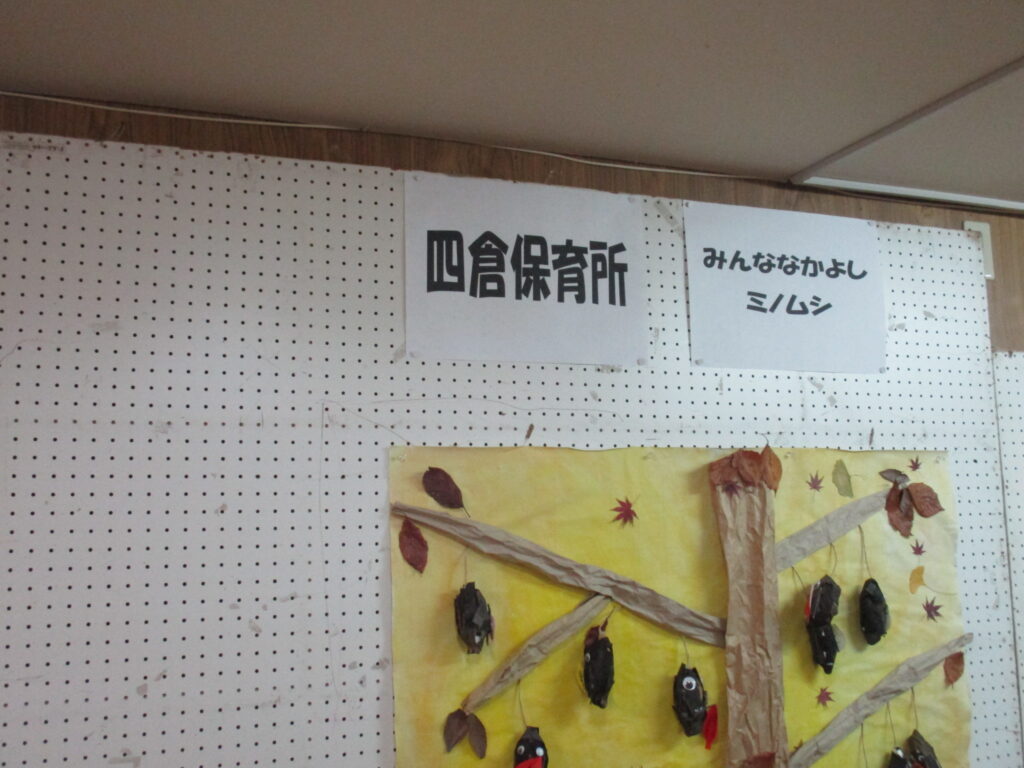 四倉保育所
みんななかよし
ミノムシ